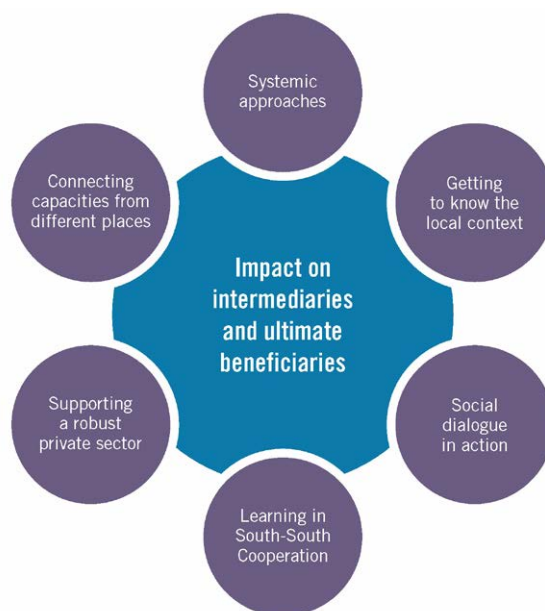 Systemic
approaches
Connecting
capacities from
different places
Getting
to know the
local context
Impact on
intermediaries
and ultimate
beneficiaries
Supporting
a robust
private sector
Social
dialogue
in action
Learning in
South-South
Cooperation